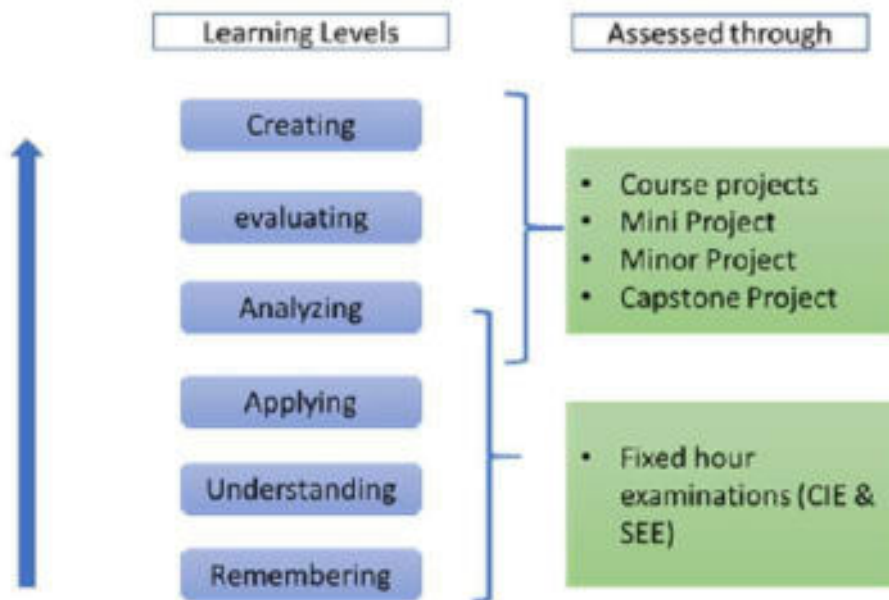 Learning Levels
Assessed through
Creating
evaluating
Analyzing
Applying
Understanding
Remembering
• Course projects
• Mini Project
• Minor Project
• Capstone Project
• Fixed hour
examinations (CIE &
SEE)